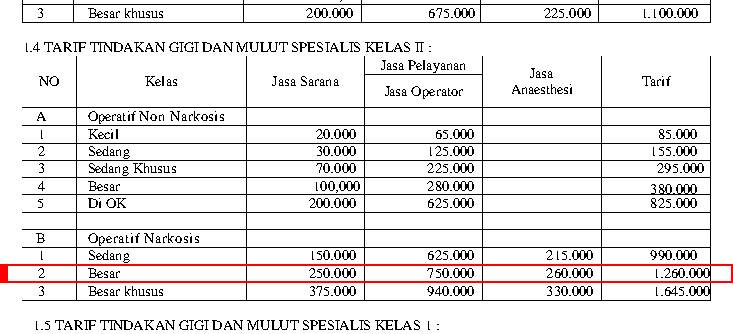 3 Besar khusus 200.000 675.000 225.000 1.100.000
1.4 TARIF TINDAKAN GIGI DAN MULUT SPESIALIS KELAS II :
NO Kelas Jasa Sarana Jasa Pelayanan Jasa Anaesthesi Tarif
Jasa Operator
A Operatif Non Narkosis
1 Kecil 20.000 65.000 85.000
2 Sedang 30.000 125.000 155.000
3 Sedang Khusus 70.000 225.000 295.000
4 Besar 100,000 280.000 380.000
5 Di OK 200.000 625.000 825.000
B Operatif Narkosis
1 Sedang 150.000 625.000 215.000 990.000
2 Besar 250.000 750.000 260.000 1.260.000
3 Besar khusus 375.000 940.000 330.000 1.645.000
1.5 TARIF TINDAKAN GIGI DAN MULUT SPESIALIS KELAS 1 :